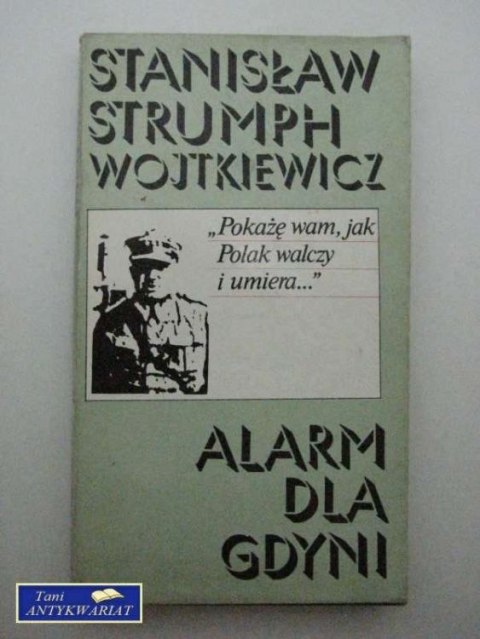 STANISŁAW
STRUMPH
WOJTKIEWICZ
„Pokażę wam, jak
Polak walczy
i umiera..."
ALARM
DLA
GDYNI
Tani
ANTYKWARIAT